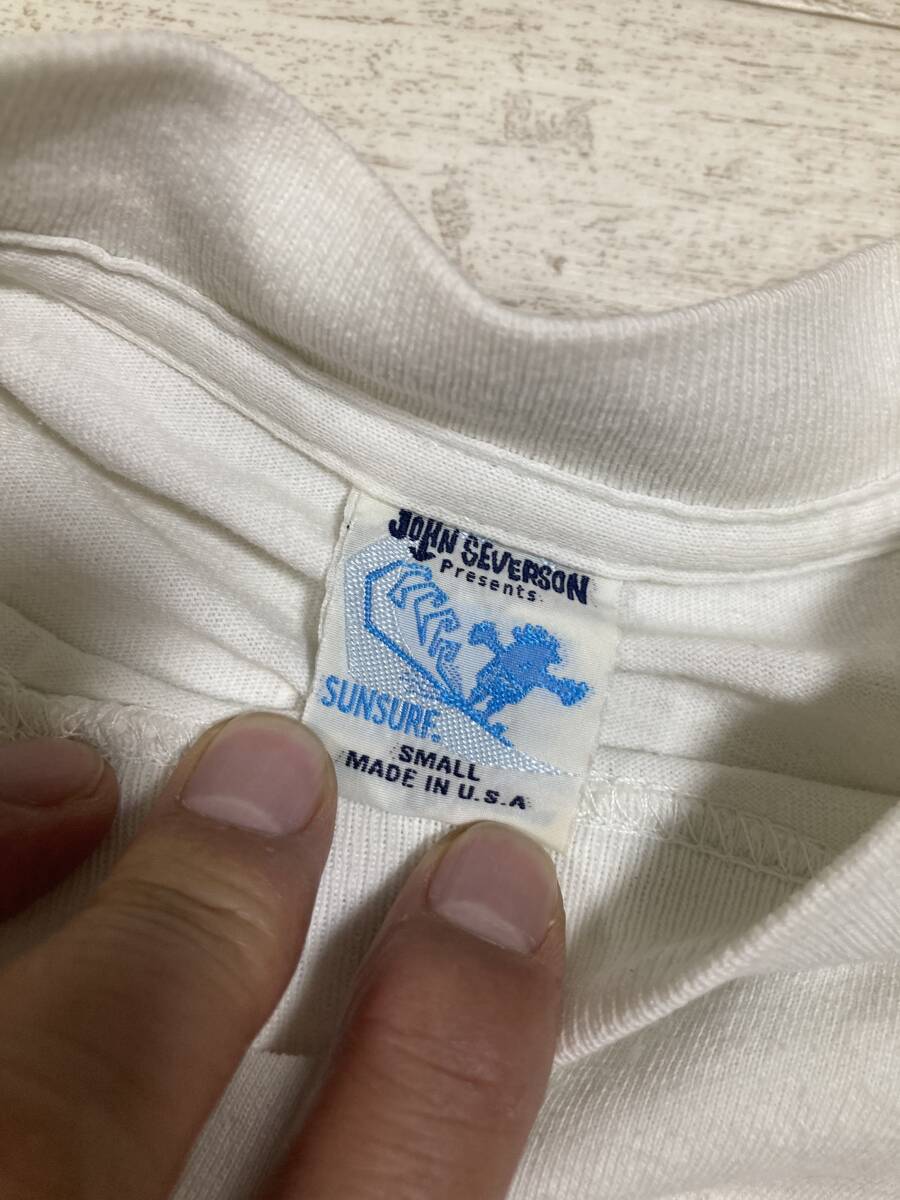 JOHN SEVERSON
Presents
SUNSURF.
SMALL
MADE IN U.S.A